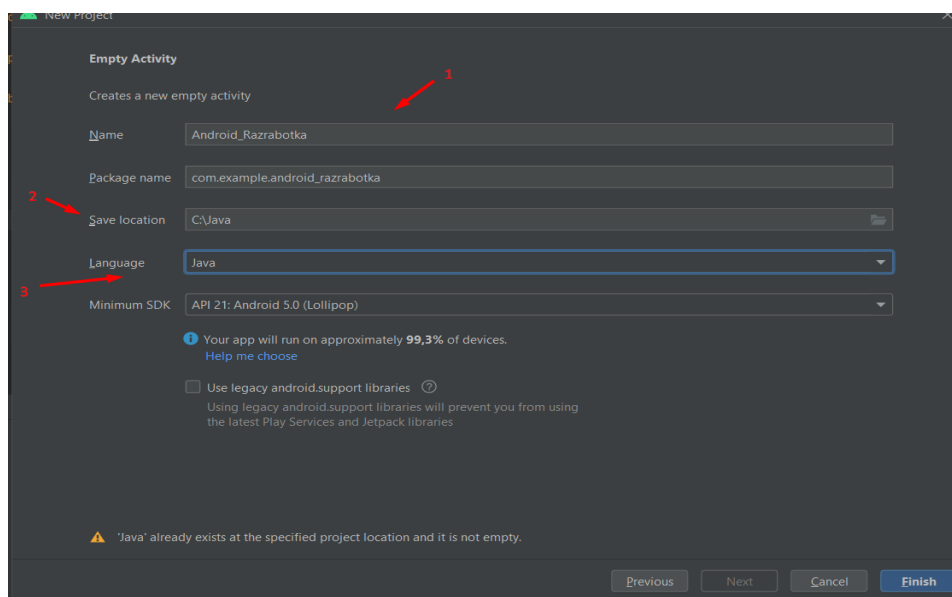 New Project
Empty Activity
Creates a new empty activity
1
Name Android_Razrabotka
Package name com.example.android_razrabotka
2
Save location C:\Java
Language Java
3
Minimum SDK API 21: Android 5.0 (Lollipop)
Your app will run on approximately 99,3% of devices.
Help me choose
Use legacy android.support libraries ?
Using legacy android.support libraries will prevent you from using
the latest Play Services and Jetpack libraries
'Java' already exists at the specified project location and it is not empty.
Previous Next Cancel Finish